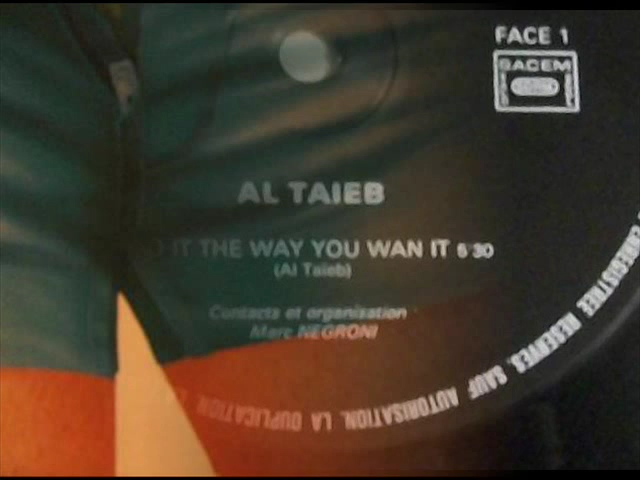 FACE 1
SACEM
AL TAIEB
IT THE WAY YOU WAN IT 5'30
(Al Taieb)
Contacts et organisation
Marc NEGRONI
ENREGISTREE RESERVES. SAUF AUTORISATION, LA DUPLICATION